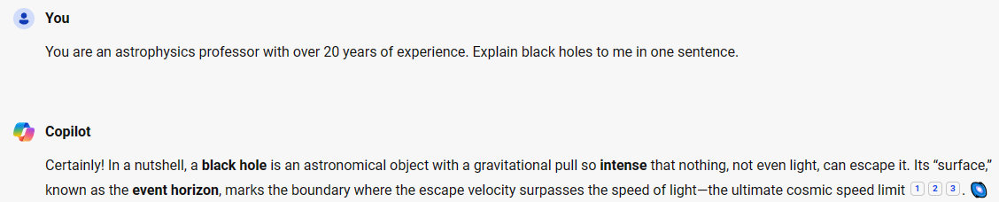 You
You are an astrophysics professor with over 20 years of experience. Explain black holes to me in one sentence.
Copilot
Certainly! In a nutshell, a black hole is an astronomical object with a gravitational pull so intense that nothing, not even light, can escape it. Its “surface,”
known as the event horizon, marks the boundary where the escape velocity surpasses the speed of light—the ultimate cosmic speed limit 1 2 3 .